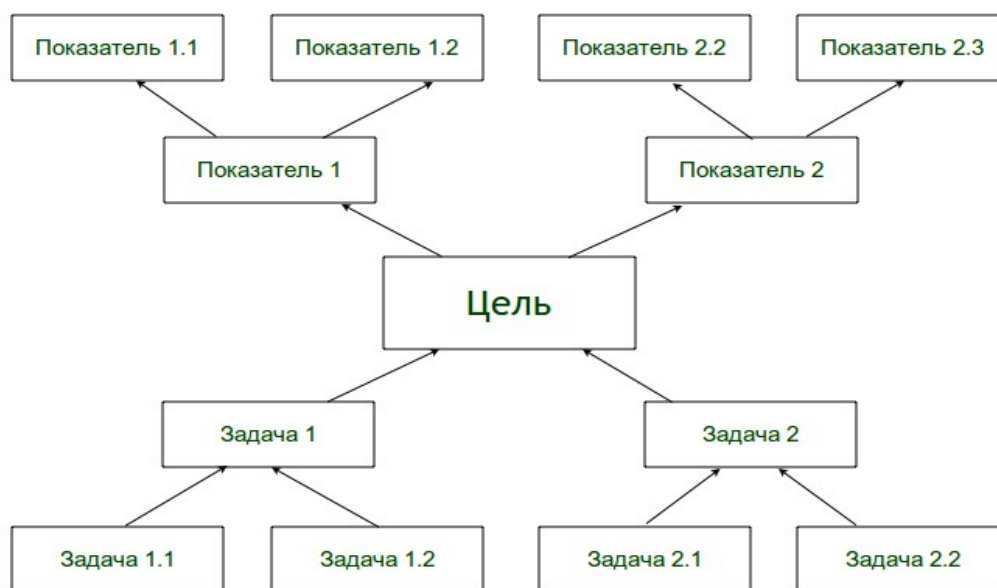 Показатель 1.1
Показатель 1.2
Показатель 2.2
Показатель 2.3
Показатель 1
Показатель 2
Цель
Задача 1
Задача 2
Задача 1.1
Задача 1.2
Задача 2.1
Задача 2.2